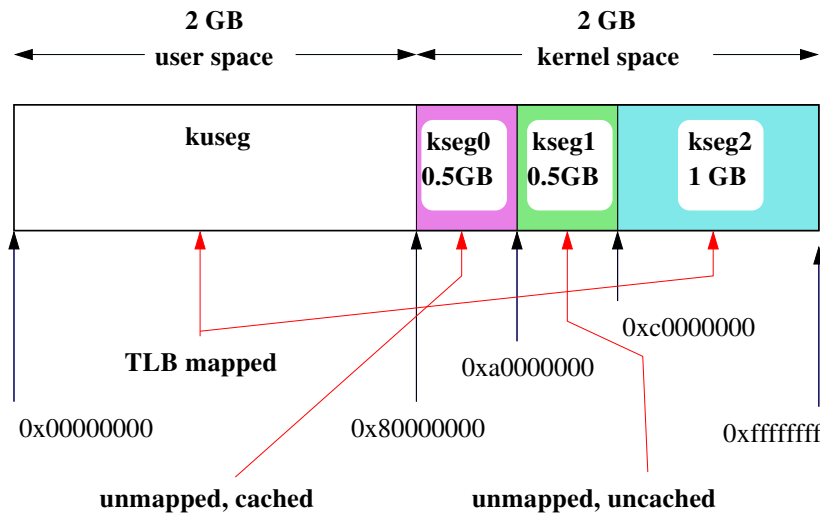 2 GB
user space
2 GB
kernel space
kuseg
kseg0
0.5GB
kseg1
0.5GB
kseg2
1 GB
0xc0000000
TLB mapped
0xa0000000
0x00000000
0x80000000
0xffffffff
unmapped, cached
unmapped, uncached